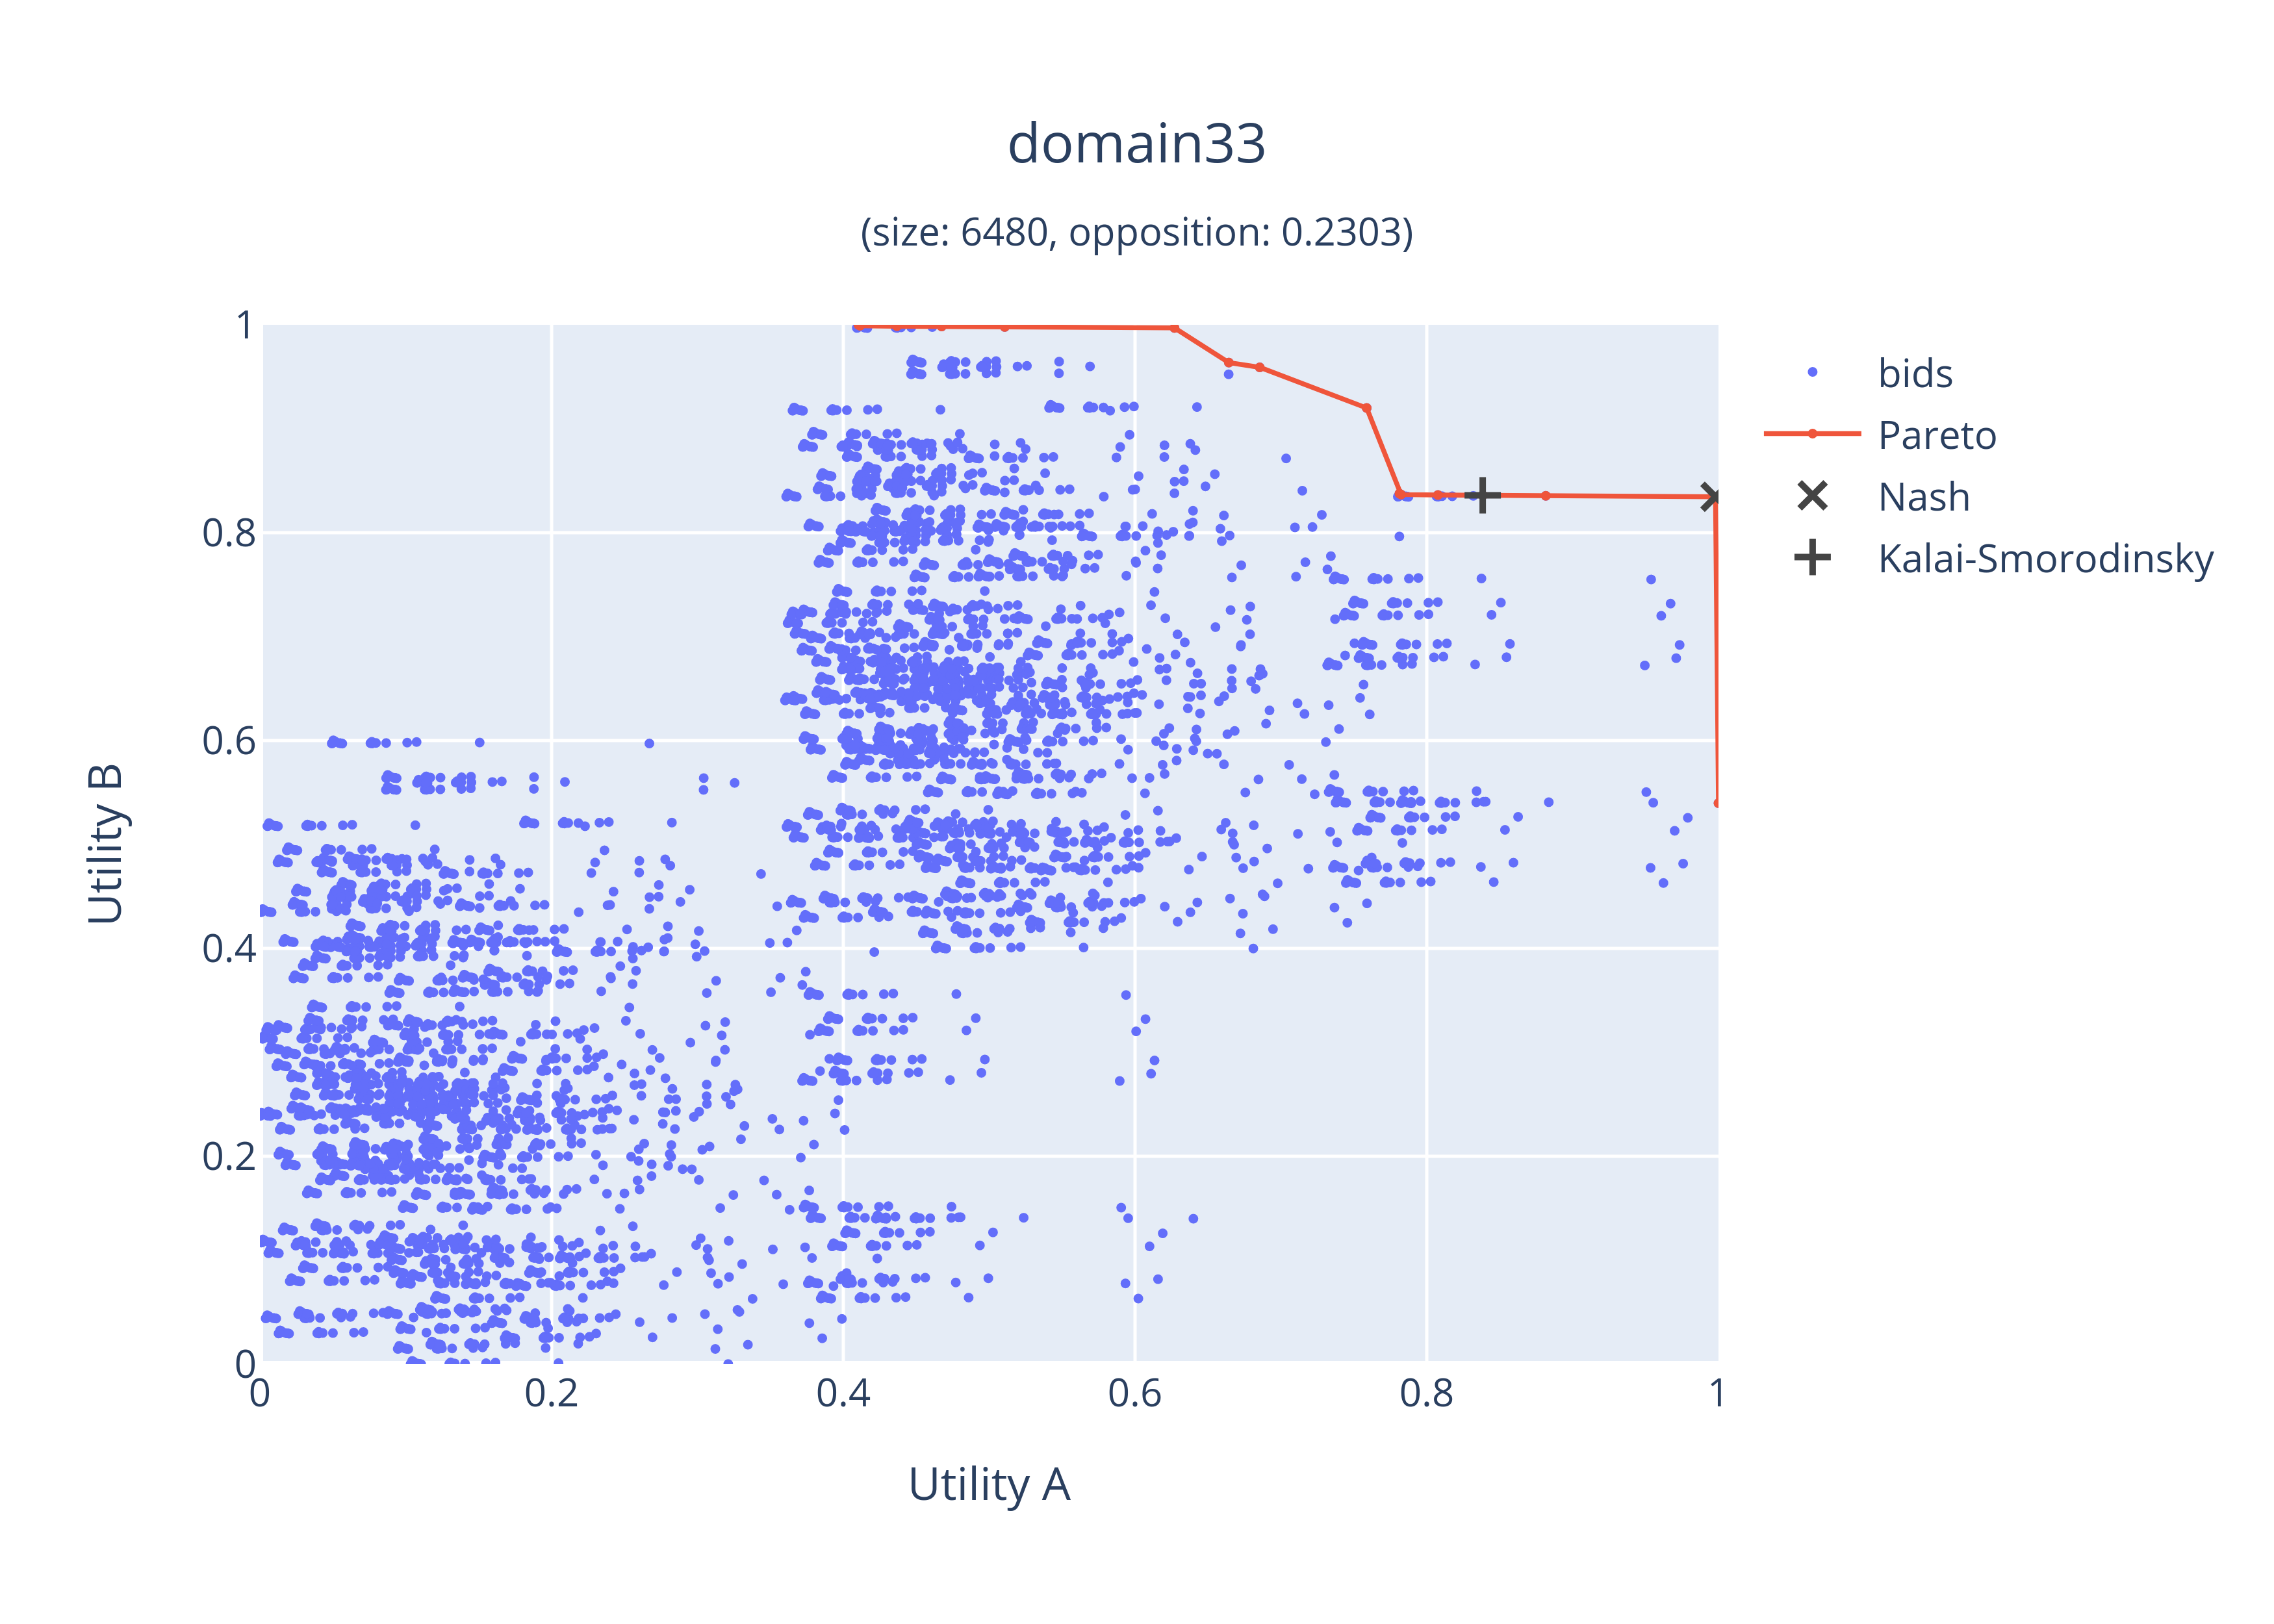 domain33
(size: 6480, opposition: 0.2303)
1
0.8
0.6
0.4
0.2
0
Utility B
0
0.2
0.4
0.6
0.8
1
Utility A
bids
Pareto
Nash
Kalai-Smorodinsky